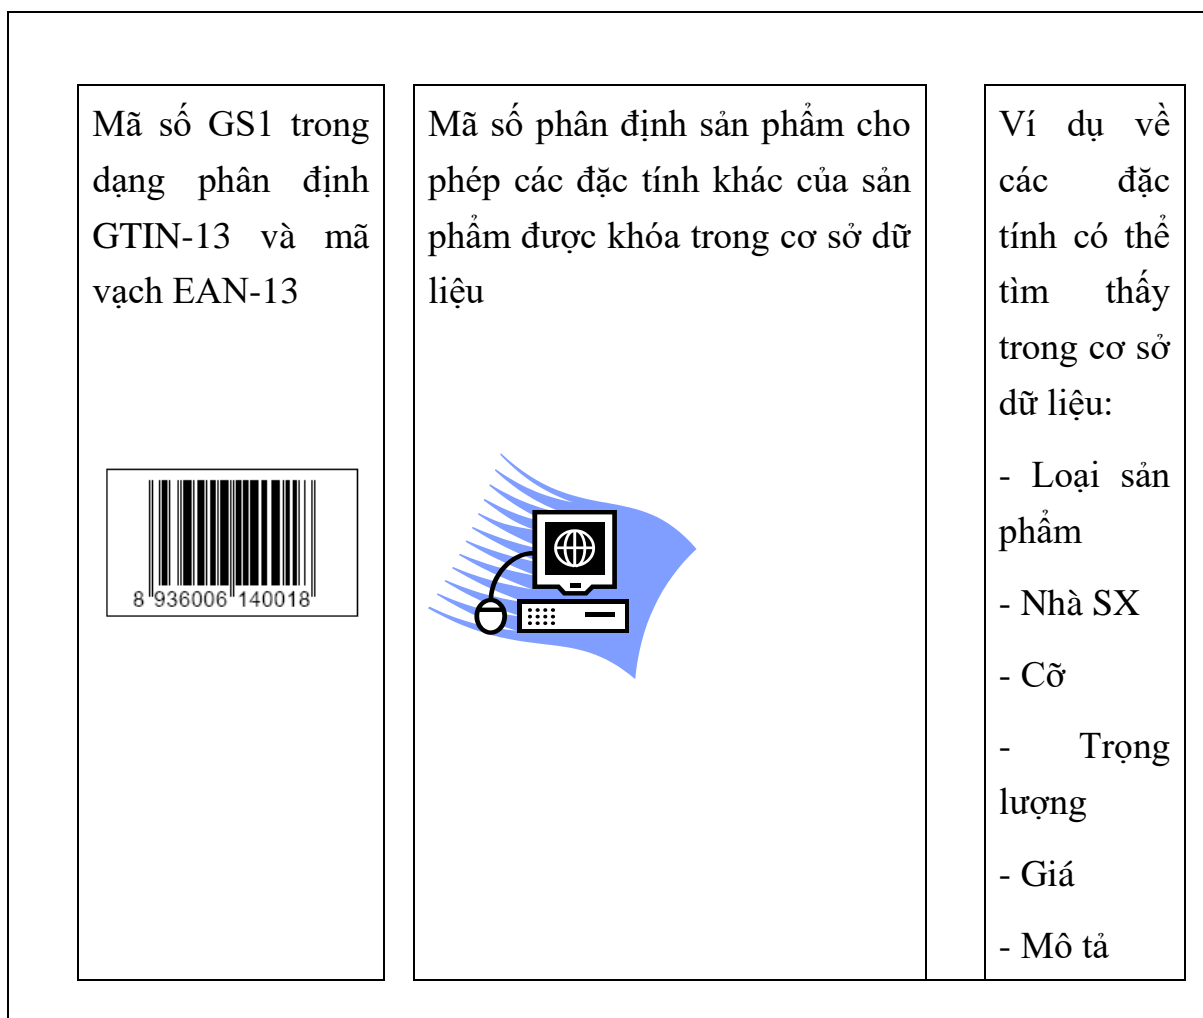 Mã số GS1 trong
dạng phân định
GTIN-13 và mã
vạch EAN-13
8 936006 140018
Mã số phân định sản phẩm cho
phép các đặc tính khác của sản
phẩm được khóa trong cơ sở dữ
liệu
Ví dụ về
các đặc
tính có thể
tìm thấy
trong cơ sở
dữ liệu:
- Loại sản
phẩm
- Nhà SX
- Cỡ
- Trọng
lượng
- Giá
- Mô tả